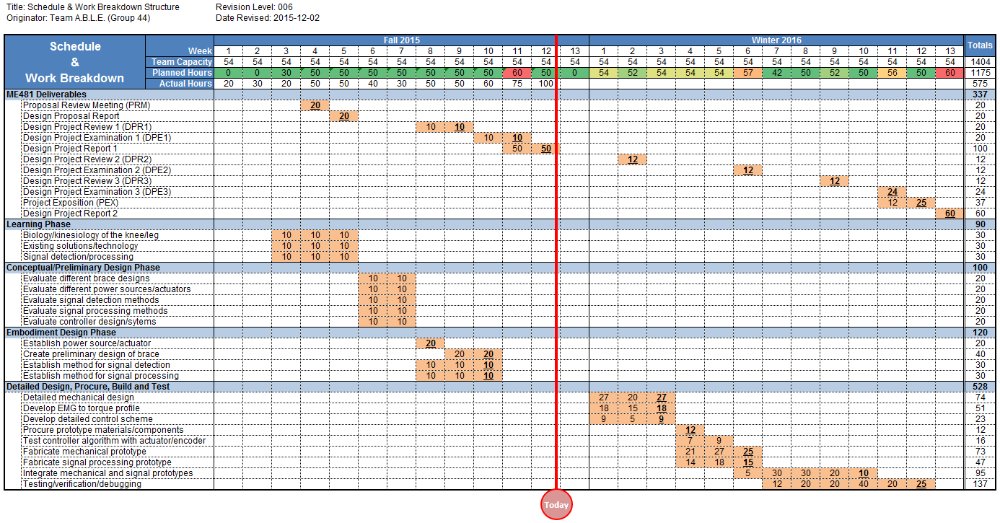 Title: Schedule & Work Breakdown Structure Revision Level: 006
Originator: Team A.B.L.E. (Group 44) Date Revised: 2015-12-02
Schedule & Work Breakdown
Fall 2015 Winter 2016 Totals
Week 1 2 3 4 5 6 7 8 9 10 11 12 13 1 2 3 4 5 6 7 8 9 10 11 12 13
Team Capacity 54 54 54 54 54 54 54 54 54 54 54 54 54 54 54 54 54 54 54 54 54 54 54 54 54 54 1404
Planned Hours 0 0 30 50 50 50 50 50 50 50 60 50 0 54 52 54 54 54 57 42 50 52 50 56 50 60 1175
Actual Hours 20 30 20 50 50 40 30 50 50 60 75 100 575
ME481 Deliverables 337
Proposal Review Meeting (PRM) 20 20
Design Proposal Report 20 20
Design Project Review 1 (DPR1) 10 10 20
Design Project Examination 1 (DPE1) 10 10 20
Design Project Report 1 50 50 100
Design Project Review 2 (DPR2) 12 12
Design Project Examination 2 (DPE2) 12 12
Design Project Review 3 (DPR3) 12 12
Design Project Examination 3 (DPE3) 24 24
Project Exposition (PEX) 12 25 37
Design Project Report 2 60 60
Learning Phase 90
Biology/kinesiology of the knee/leg 10 10 10 30
Existing solutions/technology 10 10 10 30
Signal detection/processing 10 10 10 30
Conceptual/Preliminary Design Phase 100
Evaluate different brace designs 10 10 20
Evaluate different power sources/actuators 10 10 20
Evaluate signal detection methods 10 10 20
Evaluate signal processing methods 10 10 20
Evaluate controller design/sytems 10 10 20
Embodiment Design Phase 120
Establish power source/actuator 20 20
Create preliminary design of brace 20 20 40
Establish method for signal detection 10 10 10 30
Establish method for signal processing 10 10 10 30
Detailed Design, Procure, Build and Test 528
Detailed mechanical design 27 20 27 74
Develop EMG to torque profile 18 15 18 51
Develop detailed control scheme 9 5 9 23
Procure prototype materials/components 12 12
Test controller algorithm with actuator/encoder 7 9 16
Fabricate mechanical prototype 21 27 25 73
Fabricate signal processing prototype 14 18 15 47
Integrate mechanical and signal prototypes 5 30 30 20 10 95
Testing/verification/debugging 12 20 20 40 20 25 137
Today